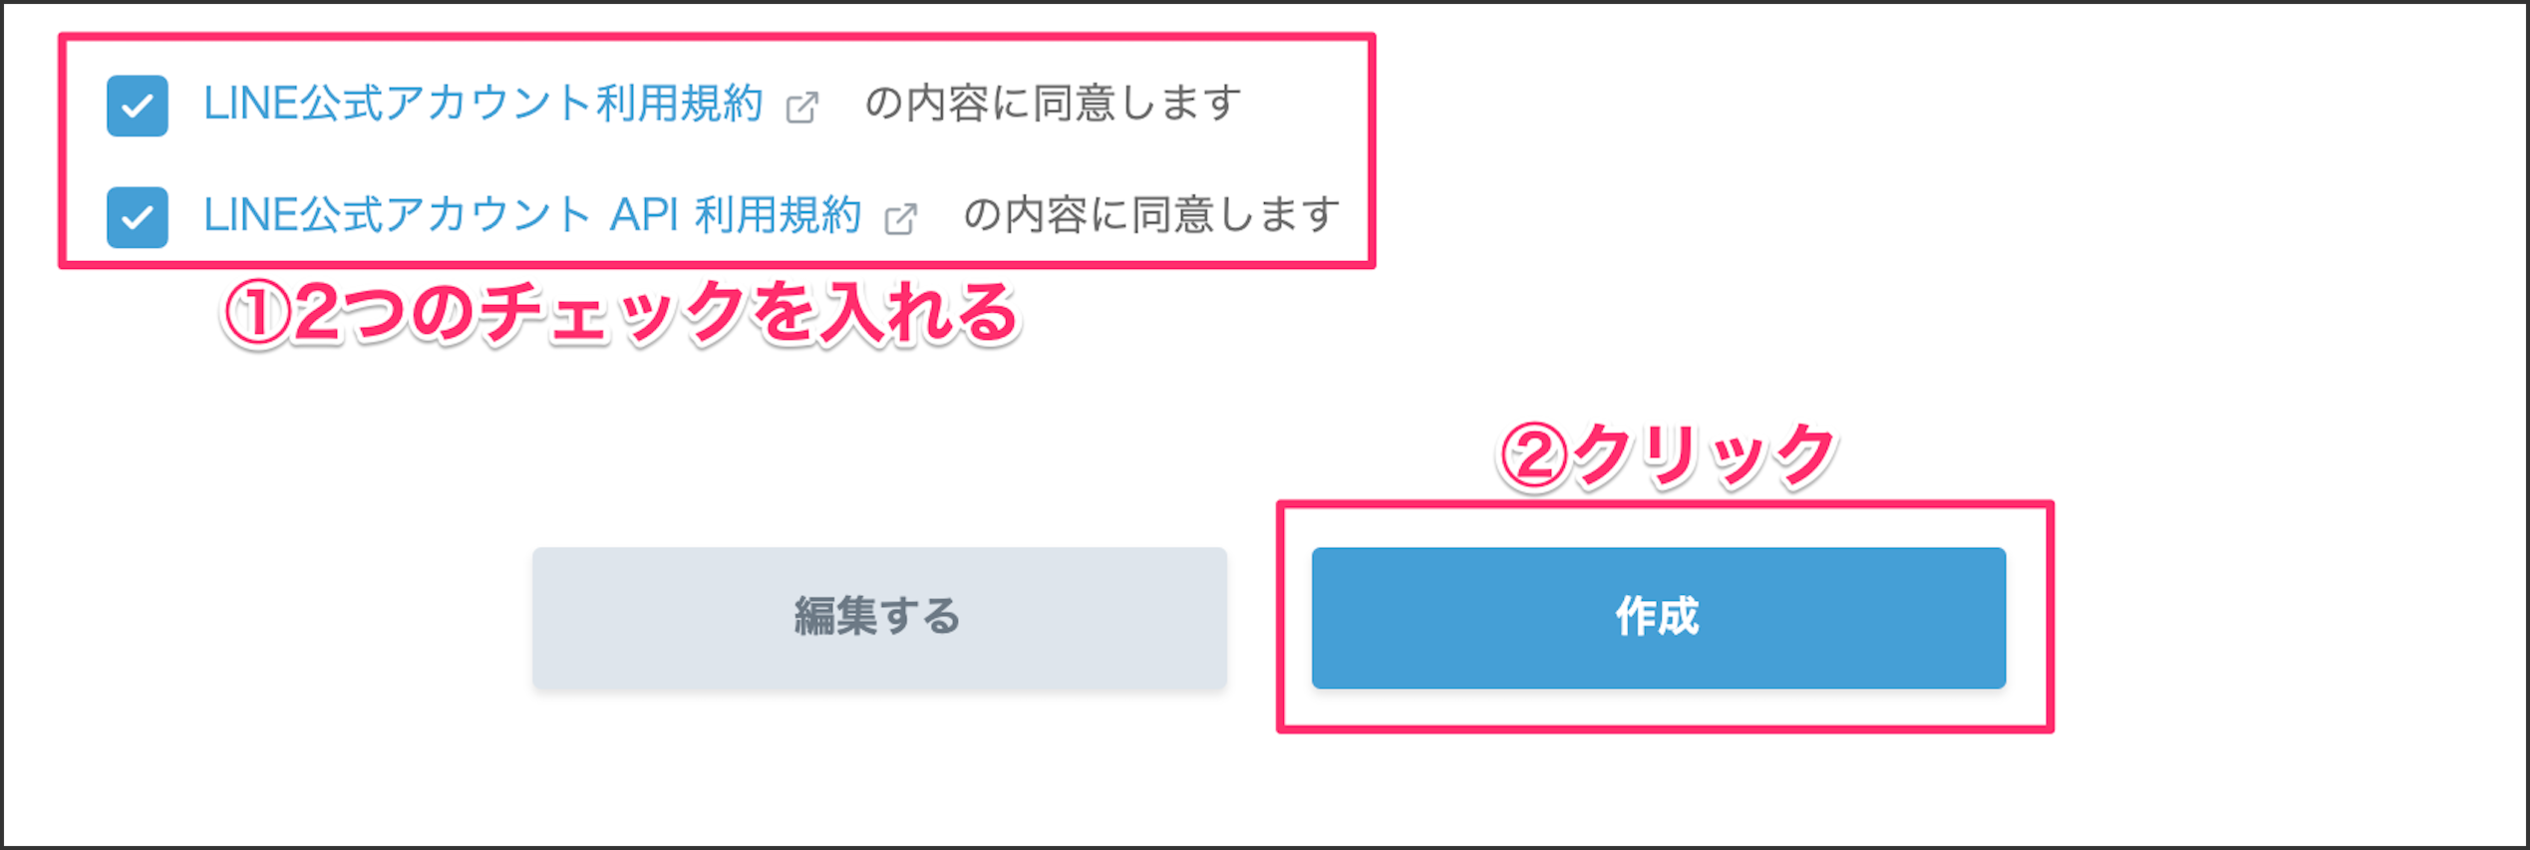 LINE公式アカウント利用規約 の内容に同意します
LINE公式アカウント API 利用規約 の内容に同意します
①2つのチェックを入れる
②クリック
編集する
作成